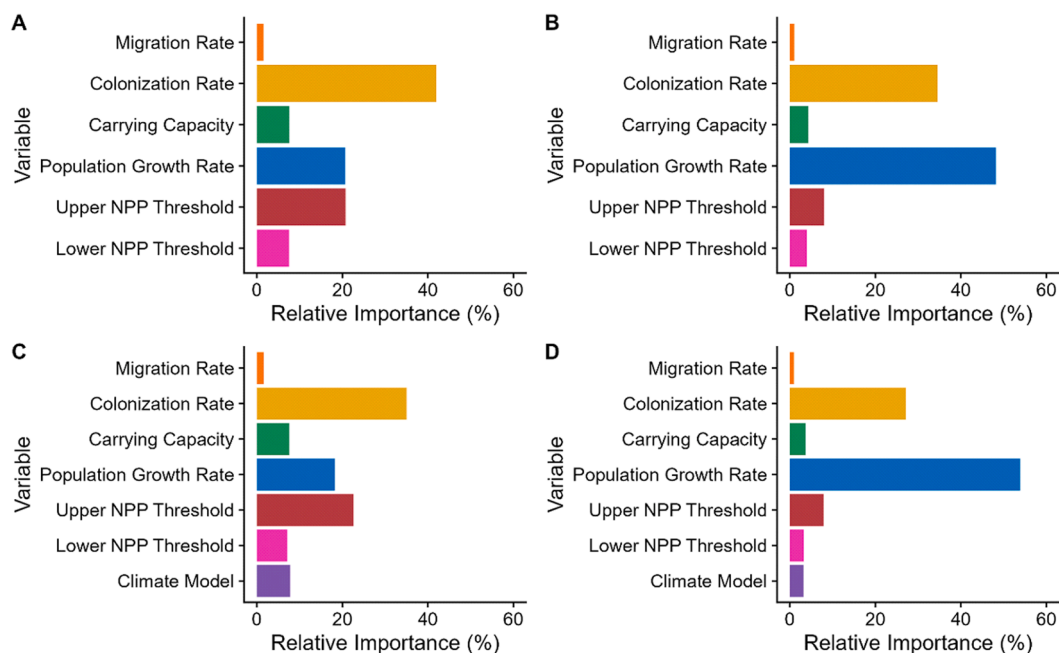 A
Variable
Migration Rate
Colonization Rate
Carrying Capacity
Population Growth Rate
Upper NPP Threshold
Lower NPP Threshold
0 20 40 60
Relative Importance (%)
B
Variable
Migration Rate
Colonization Rate
Carrying Capacity
Population Growth Rate
Upper NPP Threshold
Lower NPP Threshold
0 20 40 60
Relative Importance (%)
C
Variable
Migration Rate
Colonization Rate
Carrying Capacity
Population Growth Rate
Upper NPP Threshold
Lower NPP Threshold
Climate Model
0 20 40 60
Relative Importance (%)
D
Variable
Migration Rate
Colonization Rate
Carrying Capacity
Population Growth Rate
Upper NPP Threshold
Lower NPP Threshold
Climate Model
0 20 40 60
Relative Importance (%)